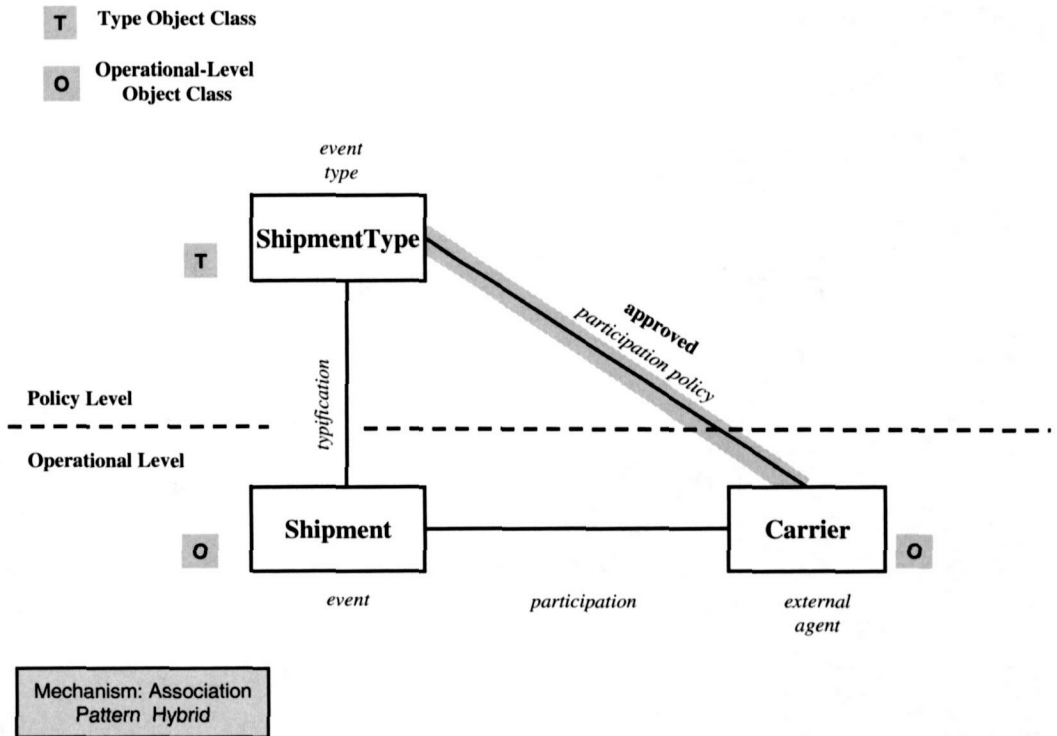 T Type Object Class
O Operational-Level
Object Class
event
type
ShipmentType
T
approved
participation policy
typification
Policy Level
Operational Level
Shipment
Carrier
O
O
event
participation
external
agent
Mechanism: Association
Pattern Hybrid